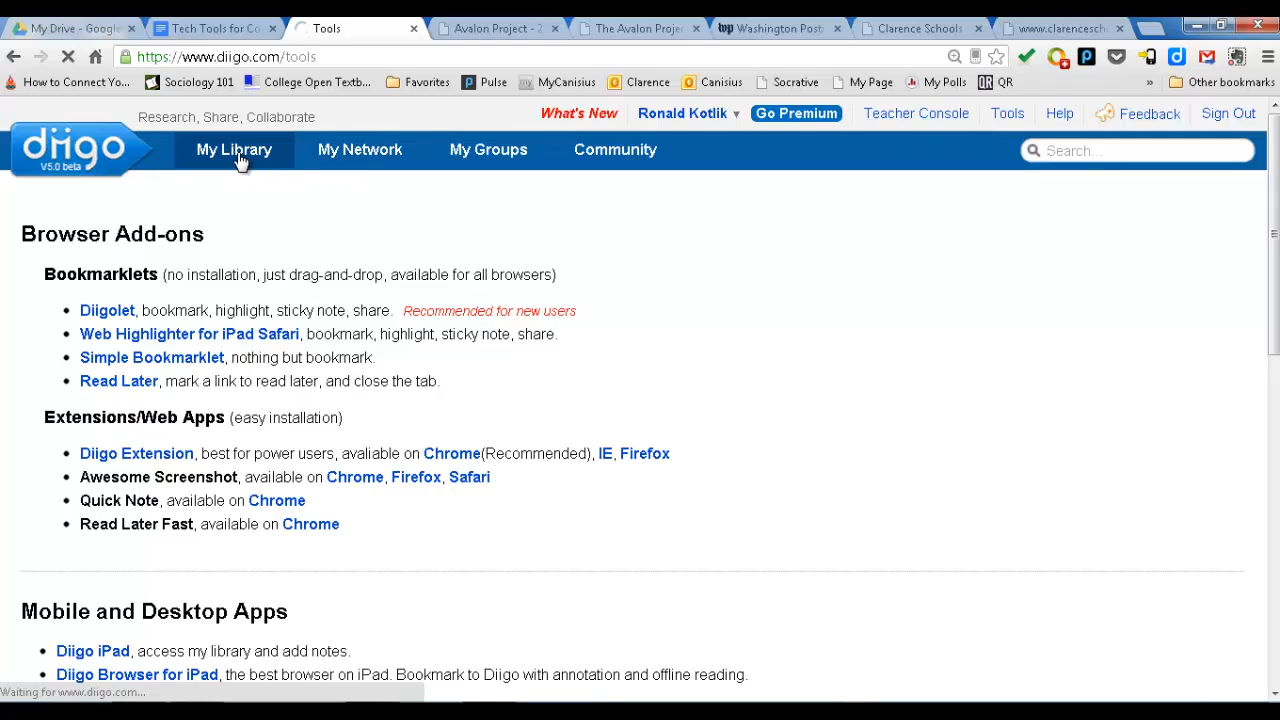 My Drive - Google
Tech Tools for Co
Tools
Avalon Project -
The Avalon Proje
wp Washington Post
Clarence Schools
www.clarencesch
https://www.diigo.com/tools
How to Connect Yo...
Sociology 101
College Open Textb...
Favorites
Pulse
my MyCanisius
Clarence
Canisius
Socrative
My Page
My Polls
QR
»
Other bookmarks
Research, Share, Collaborate
What's New
Ronald Kotlik
Go Premium
Teacher Console
Tools
Help
Feedback
Sign Out
diigo
V5.0 beta
My Library
My Network
My Groups
Community
Search...
Browser Add-ons
Bookmarklets (no installation, just drag-and-drop, available for all browsers)
• Diigolet, bookmark, highlight, sticky note, share. Recommended for new users
• Web Highlighter for iPad Safari, bookmark, highlight, sticky note, share.
• Simple Bookmarklet, nothing but bookmark.
• Read Later, mark a link to read later, and close the tab.
Extensions/Web Apps (easy installation)
• Diigo Extension, best for power users, avaliable on Chrome(Recommended), IE, Firefox
• Awesome Screenshot, available on Chrome, Firefox, Safari
• Quick Note, available on Chrome
• Read Later Fast, available on Chrome
Mobile and Desktop Apps
• Diigo iPad, access my library and add notes.
• Diigo Browser for iPad, the best browser on iPad. Bookmark to Diigo with annotation and offline reading.
Waiting for www.diigo.com...